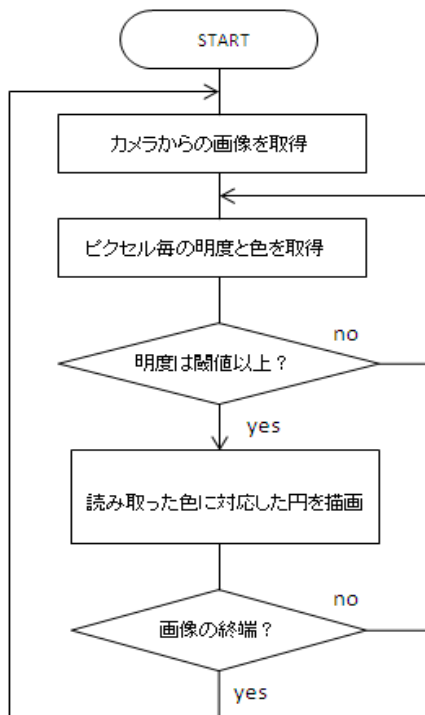 START
カメラからの画像を取得
ピクセル毎の明度と色を取得
no
明度は閾値以上？
yes
読み取った色に対応した円を描画
no
画像の終端？
yes